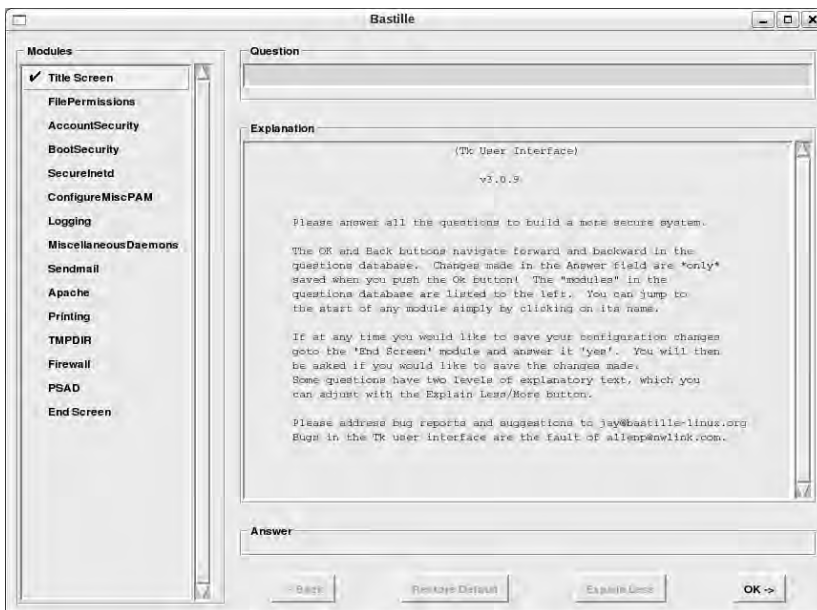 Bastille
Modules
Title Screen
FilePermissions
AccountSecurity
BootSecurity
SecureInetd
ConfigureMiscPAM
Logging
MiscellaneousDaemons
Sendmail
Apache
Printing
TMPDIR
Firewall
PSAD
End Screen
Question
Explanation
(Tk User Interface)
v3.0.9
Please answer all the questions to build a more secure system.
The OK and Back buttons navigate forward and backward in the
questions database. Changes made in the Answer field are *only*
saved when you push the Ok button! The "modules" in the
questions database are listed to the left. You can jump to
the start of any module simply by clicking on its name.
If at any time you would like to save your configuration changes
goto the 'End Screen' module and answer it 'yes'. You will then
be asked if you would like to save the changes made.
Some questions have two levels of explanatory text, which you
can adjust with the Explain Less/More button.
Please address bug reports and suggestions to jay@bastille-linux.org
Bugs in the Tk user interface are the fault of allenp@nwlink.com.
Answer
<- Back
Restore Default
Explain Less
OK ->